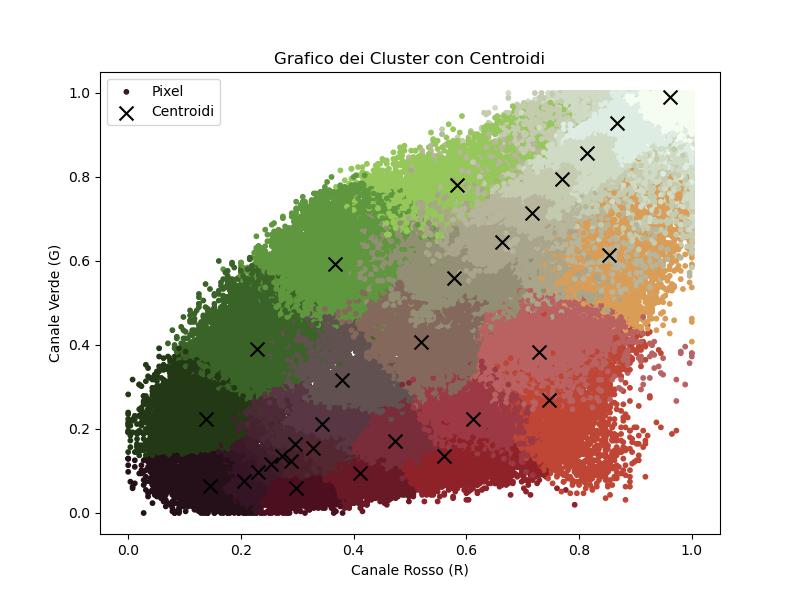 Grafico dei Cluster con Centroidi
Pixel
Centroidi
1.0
0.8
0.6
0.4
0.2
0.0
Canale Verde (G)
0.0 0.2 0.4 0.6 0.8 1.0
Canale Rosso (R)